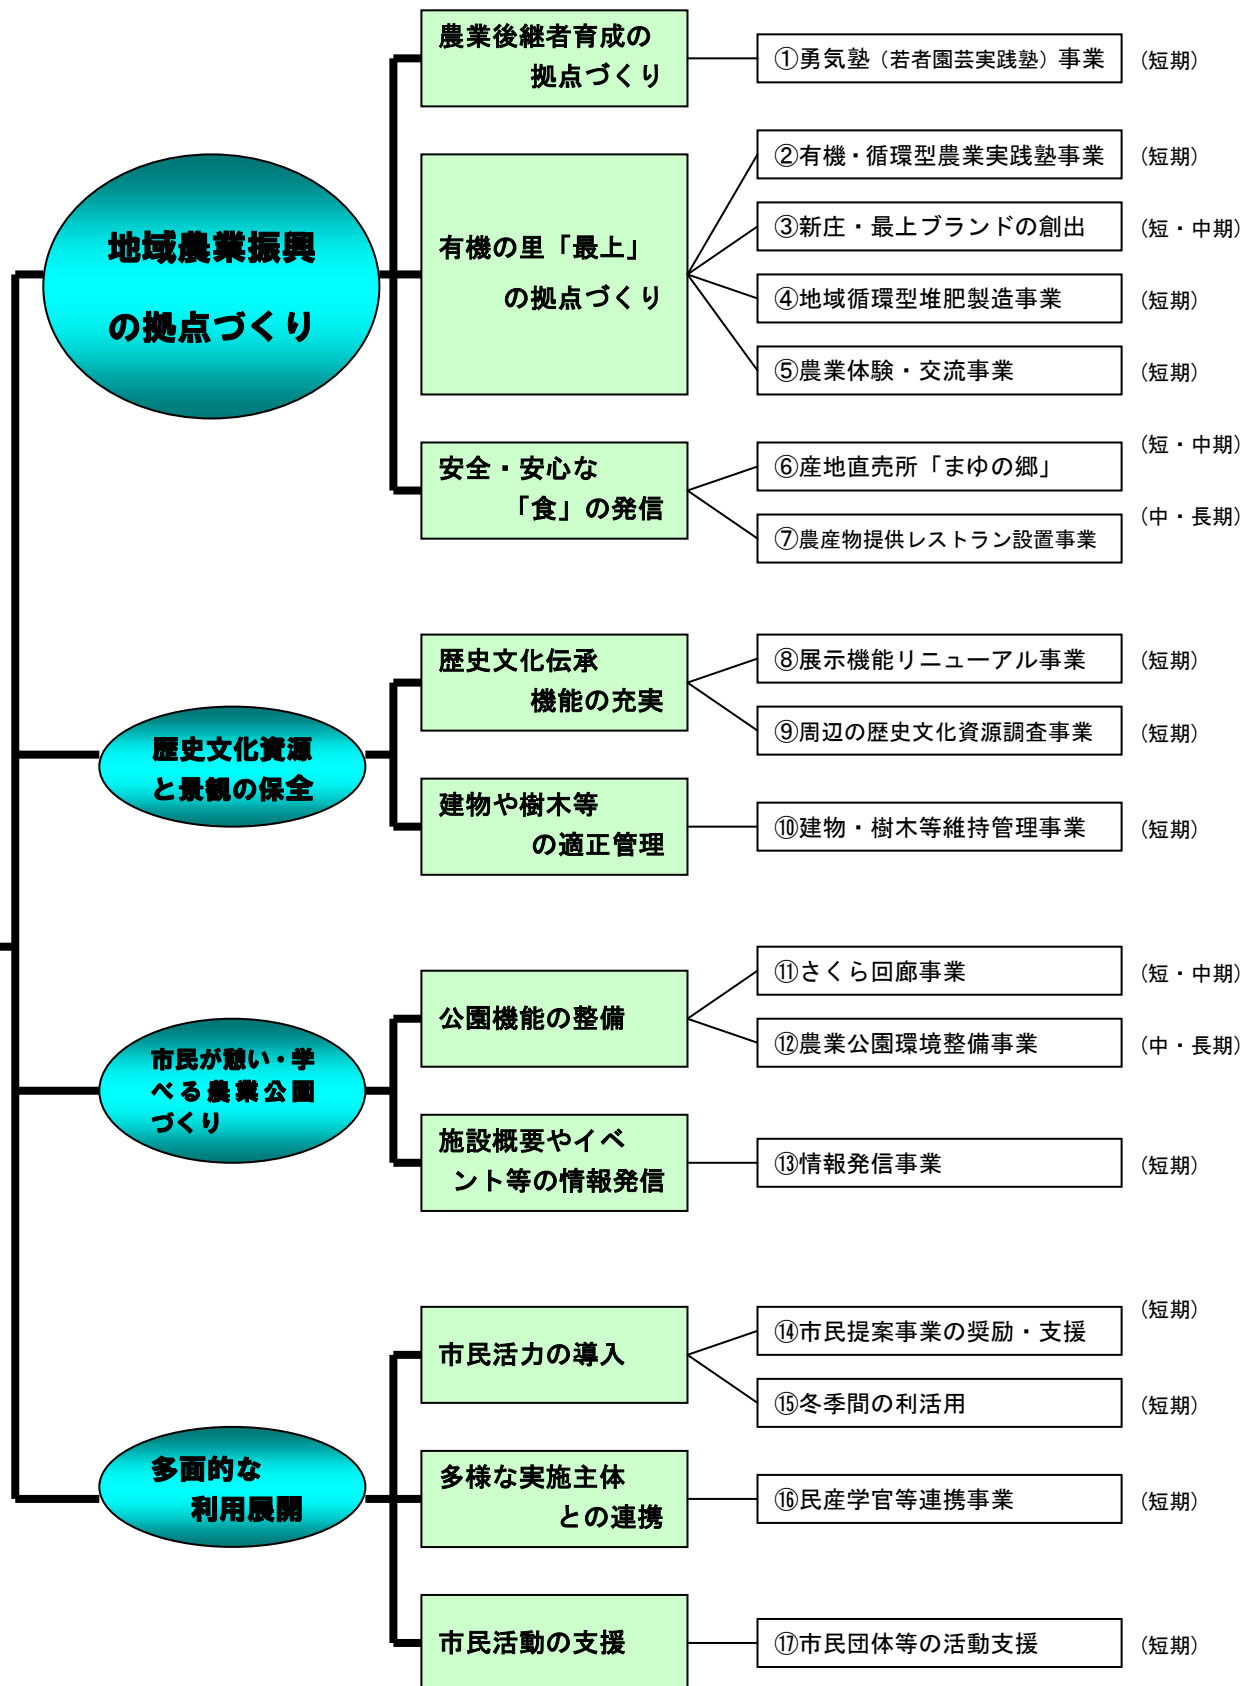 地域農業振興
の拠点づくり
農業後継者育成の
拠点づくり
①勇気塾（若者園芸実践塾）事業
(短期)
有機の里「最上」
の拠点づくり
②有機・循環型農業実践塾事業
(短期)
③新庄・最上ブランドの創出
(短・中期)
④地域循環型堆肥製造事業
(短期)
⑤農業体験・交流事業
(短期)
安全・安心な
「食」の発信
⑥産地直売所「まゆの郷」
(短・中期)
⑦農産物提供レストラン設置事業
(中・長期)
歴史文化資源
と景観の保全
歴史文化伝承
機能の充実
⑧展示機能リニューアル事業
(短期)
⑨周辺の歴史文化資源調査事業
(短期)
建物や樹木等
の適正管理
⑩建物・樹木等維持管理事業
(短期)
市民が憩い・学
べる農業公園
づくり
公園機能の整備
⑪さくら回廊事業
(短・中期)
⑫農業公園環境整備事業
(中・長期)
施設概要やイベ
ント等の情報発信
⑬情報発信事業
(短期)
多面的な
利用展開
市民活力の導入
⑭市民提案事業の奨励・支援
(短期)
⑮冬季間の利活用
(短期)
多様な実施主体
との連携
⑯民産学官等連携事業
(短期)
市民活動の支援
⑰市民団体等の活動支援
(短期)